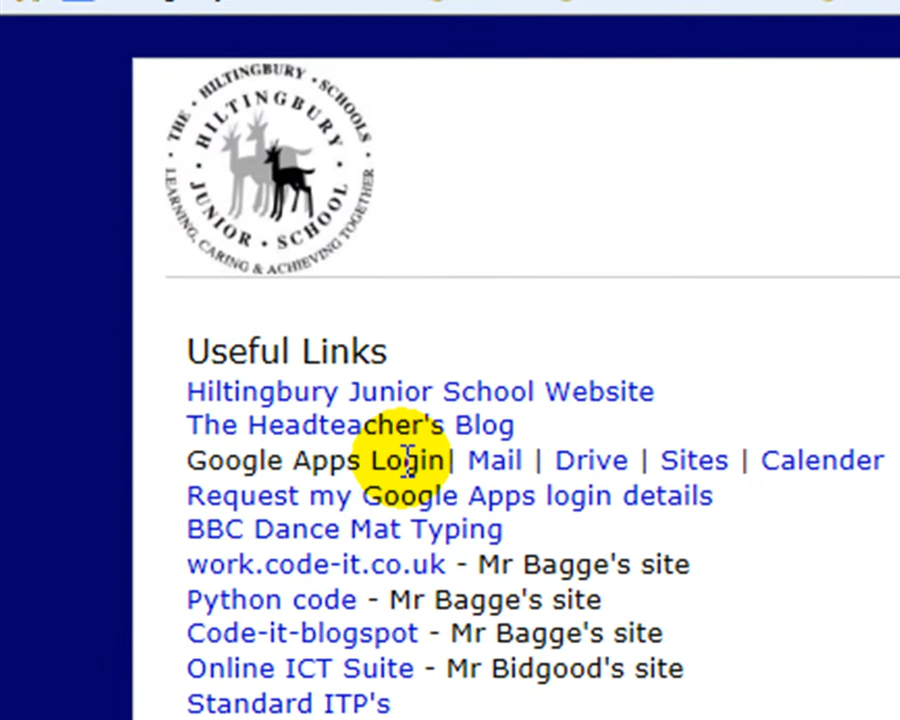 THE • HILTINGBURY • SCHOOLS
LEARNING, CARING & ACHIEVING TOGETHER
HILTINGBURY
JUNIOR • SCHOOL
Useful Links
Hiltingbury Junior School Website
The Headteacher's Blog
Google Apps Login| Mail | Drive | Sites | Calender
Request my Google Apps login details
BBC Dance Mat Typing
work.code-it.co.uk - Mr Bagge's site
Python code - Mr Bagge's site
Code-it-blogspot - Mr Bagge's site
Online ICT Suite - Mr Bidgood's site
Standard ITP's